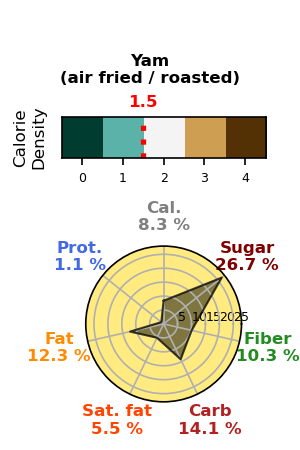 Yam
(air fried / roasted)
1.5
Calorie
Density
0 1 2 3 4
Cal.
8.3 %
Prot.
1.1 %
Sugar
26.7 %
5 10 15 20 25
Fat
12.3 %
Fiber
10.3 %
Sat. fat
5.5 %
Carb
14.1 %